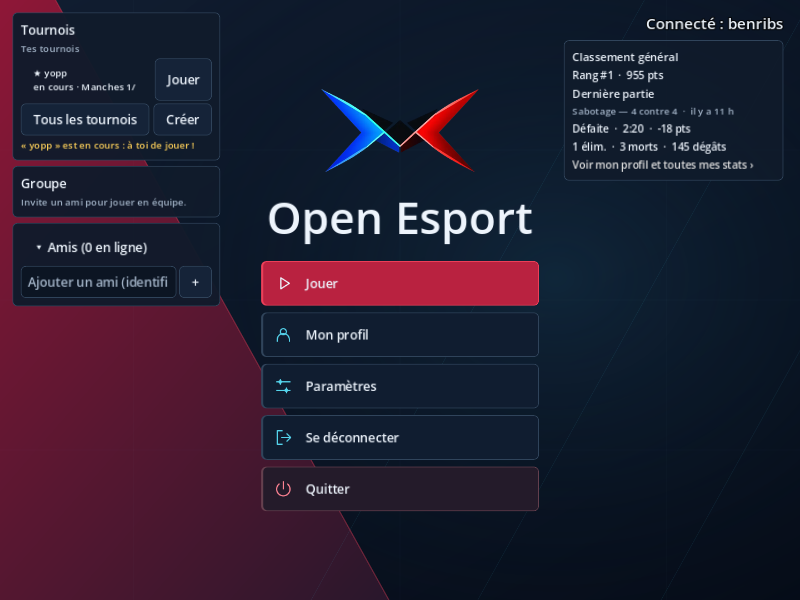 Tournois
Tes tournois
★ yopp
en cours · Manches 1/
Jouer
Tous les tournois
Créer
« yopp » est en cours : à toi de jouer !
Groupe
Invite un ami pour jouer en équipe.
▾ Amis (0 en ligne)
Ajouter un ami (identifi
+
Open Esport
Jouer
Mon profil
Paramètres
Se déconnecter
Quitter
Connecté : benribs
Classement général
Rang #1 · 955 pts
Dernière partie
Sabotage — 4 contre 4 · il y a 11 h
Défaite · 2:20 · -18 pts
1 élim. · 3 morts · 145 dégâts
Voir mon profil et toutes mes stats ›